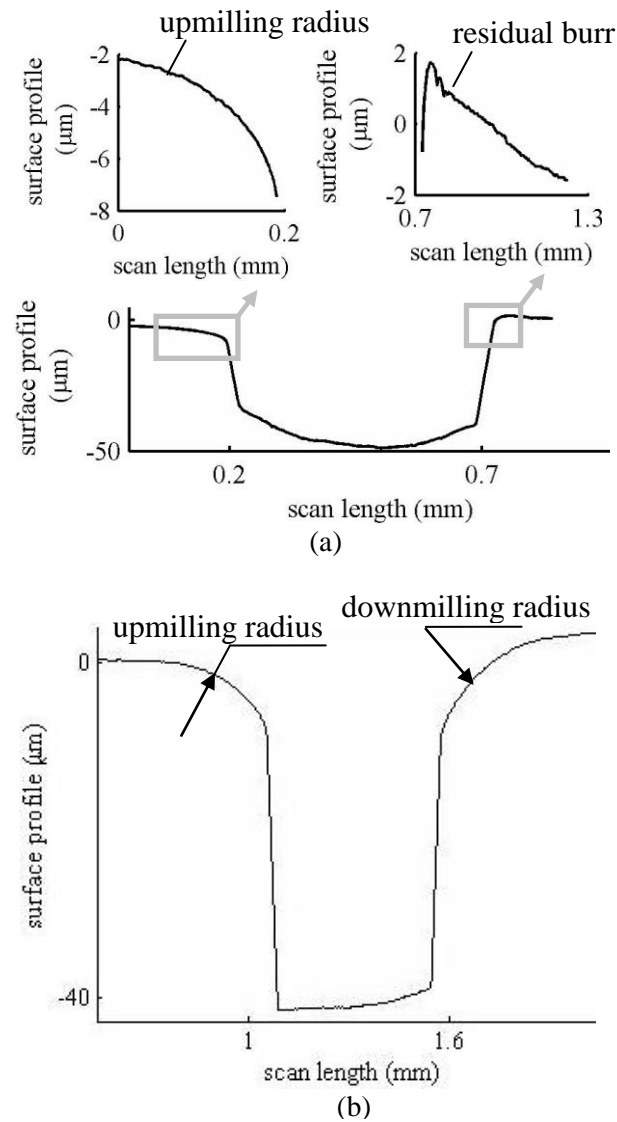 upmilling radius
-2
-4
-6
-8
0
0.2
surface profile
(μm)
scan length (mm)
residual burr
2
0
-2
0.7
1.3
surface profile
(μm)
scan length (mm)
0
-50
0.2
0.7
surface profile
(μm)
scan length (mm)
(a)
upmilling radius
downmilling radius
0
-40
1
1.6
surface profile (μm)
scan length (mm)
(b)